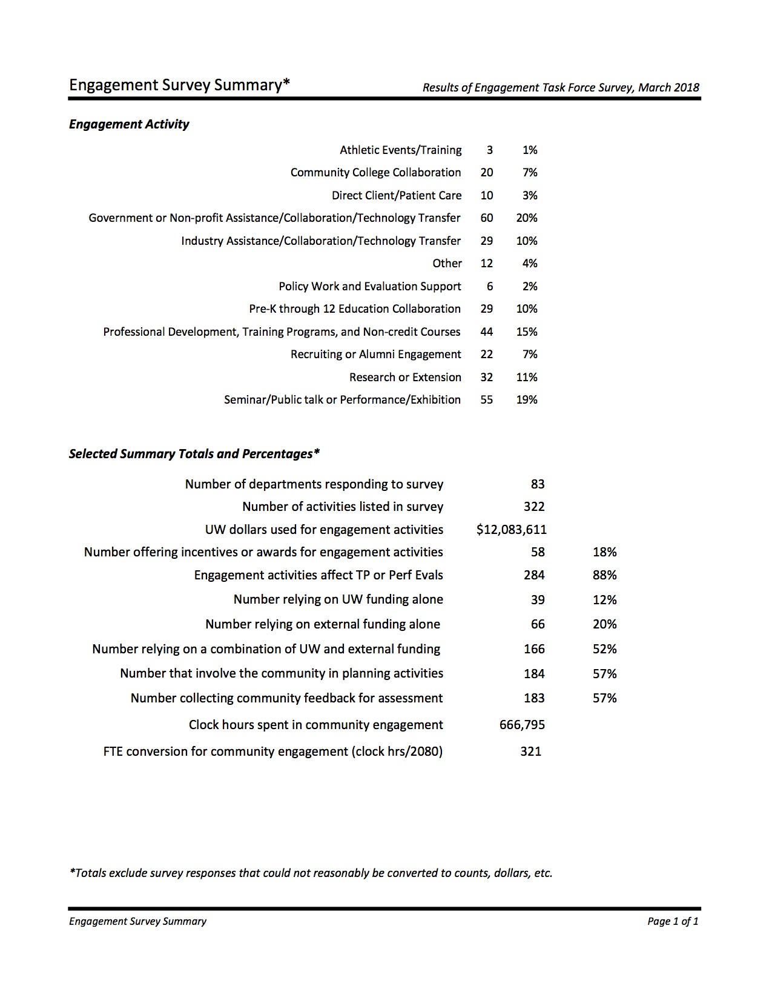 Engagement Survey Summary* Results of Engagement Task Force Survey, March 2018
Engagement Activity
Athletic Events/Training 3 1%
Community College Collaboration 20 7%
Direct Client/Patient Care 10 3%
Government or Non-profit Assistance/Collaboration/Technology Transfer 60 20%
Industry Assistance/Collaboration/Technology Transfer 29 10%
Other 12 4%
Policy Work and Evaluation Support 6 2%
Pre-K through 12 Education Collaboration 29 10%
Professional Development, Training Programs, and Non-credit Courses 44 15%
Recruiting or Alumni Engagement 22 7%
Research or Extension 32 11%
Seminar/Public talk or Performance/Exhibition 55 19%
Selected Summary Totals and Percentages*
Number of departments responding to survey 83
Number of activities listed in survey 322
UW dollars used for engagement activities $12,083,611
Number offering incentives or awards for engagement activities 58 18%
Engagement activities affect TP or Perf Evals 284 88%
Number relying on UW funding alone 39 12%
Number relying on external funding alone 66 20%
Number relying on a combination of UW and external funding 166 52%
Number that involve the community in planning activities 184 57%
Number collecting community feedback for assessment 183 57%
Clock hours spent in community engagement 666,795
FTE conversion for community engagement (clock hrs/2080) 321
*Totals exclude survey responses that could not reasonably be converted to counts, dollars, etc.
Engagement Survey Summary Page 1 of 1